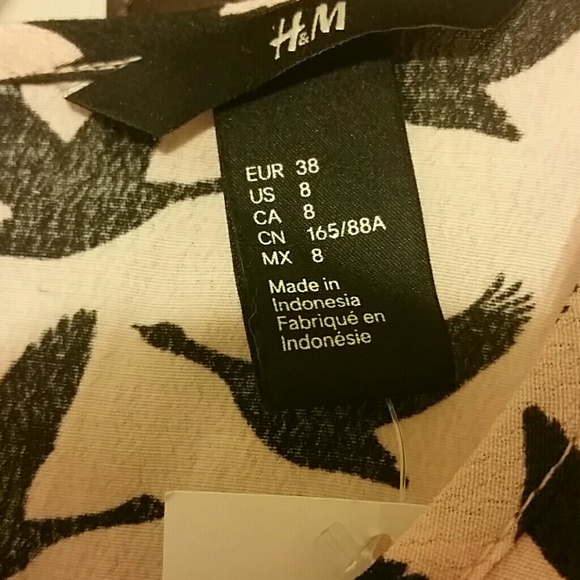 H&M
EUR 38
US 8
CA 8
CN 165/88A
MX 8
Made in
Indonesia
Fabriqué en
Indonésie